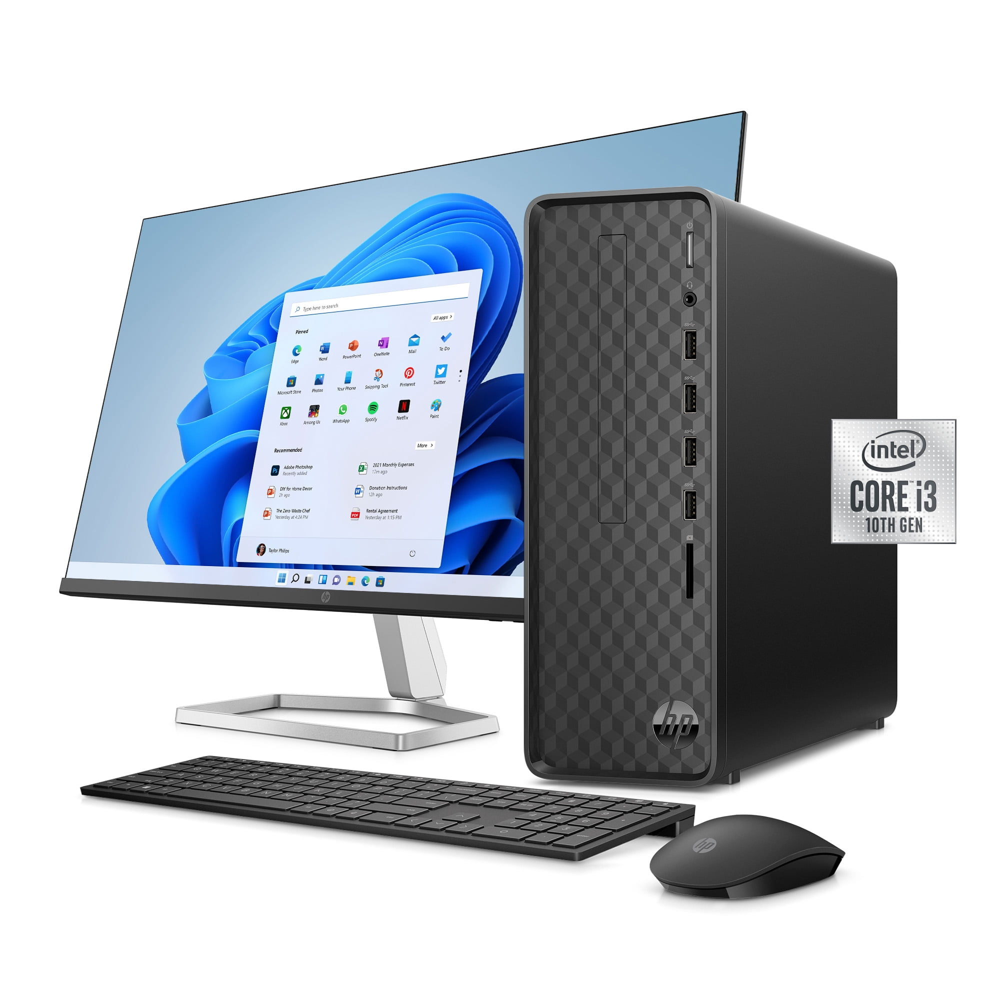 Type here to search
All apps >
Pinned
Edge
Word
PowerPoint
OneNote
Mail
To Do
Microsoft Store
Photos
Your Phone
Snipping Tool
Pinterest
Twitter
Xbox
Among Us
WhatsApp
Spotify
Netflix
Paint
More >
Recommended
Adobe Photoshop
Recently added
2021 Monthly Expenses
17m ago
DIY for Home Decor
2h ago
Donation Instructions
12h ago
The Zero-Waste Chef
Yesterday at 4:24 PM
Rental Agreement
Yesterday at 1:15 PM
Taylor Philips
hp
hp
hp
intel®
CORE™ i3
10TH GEN